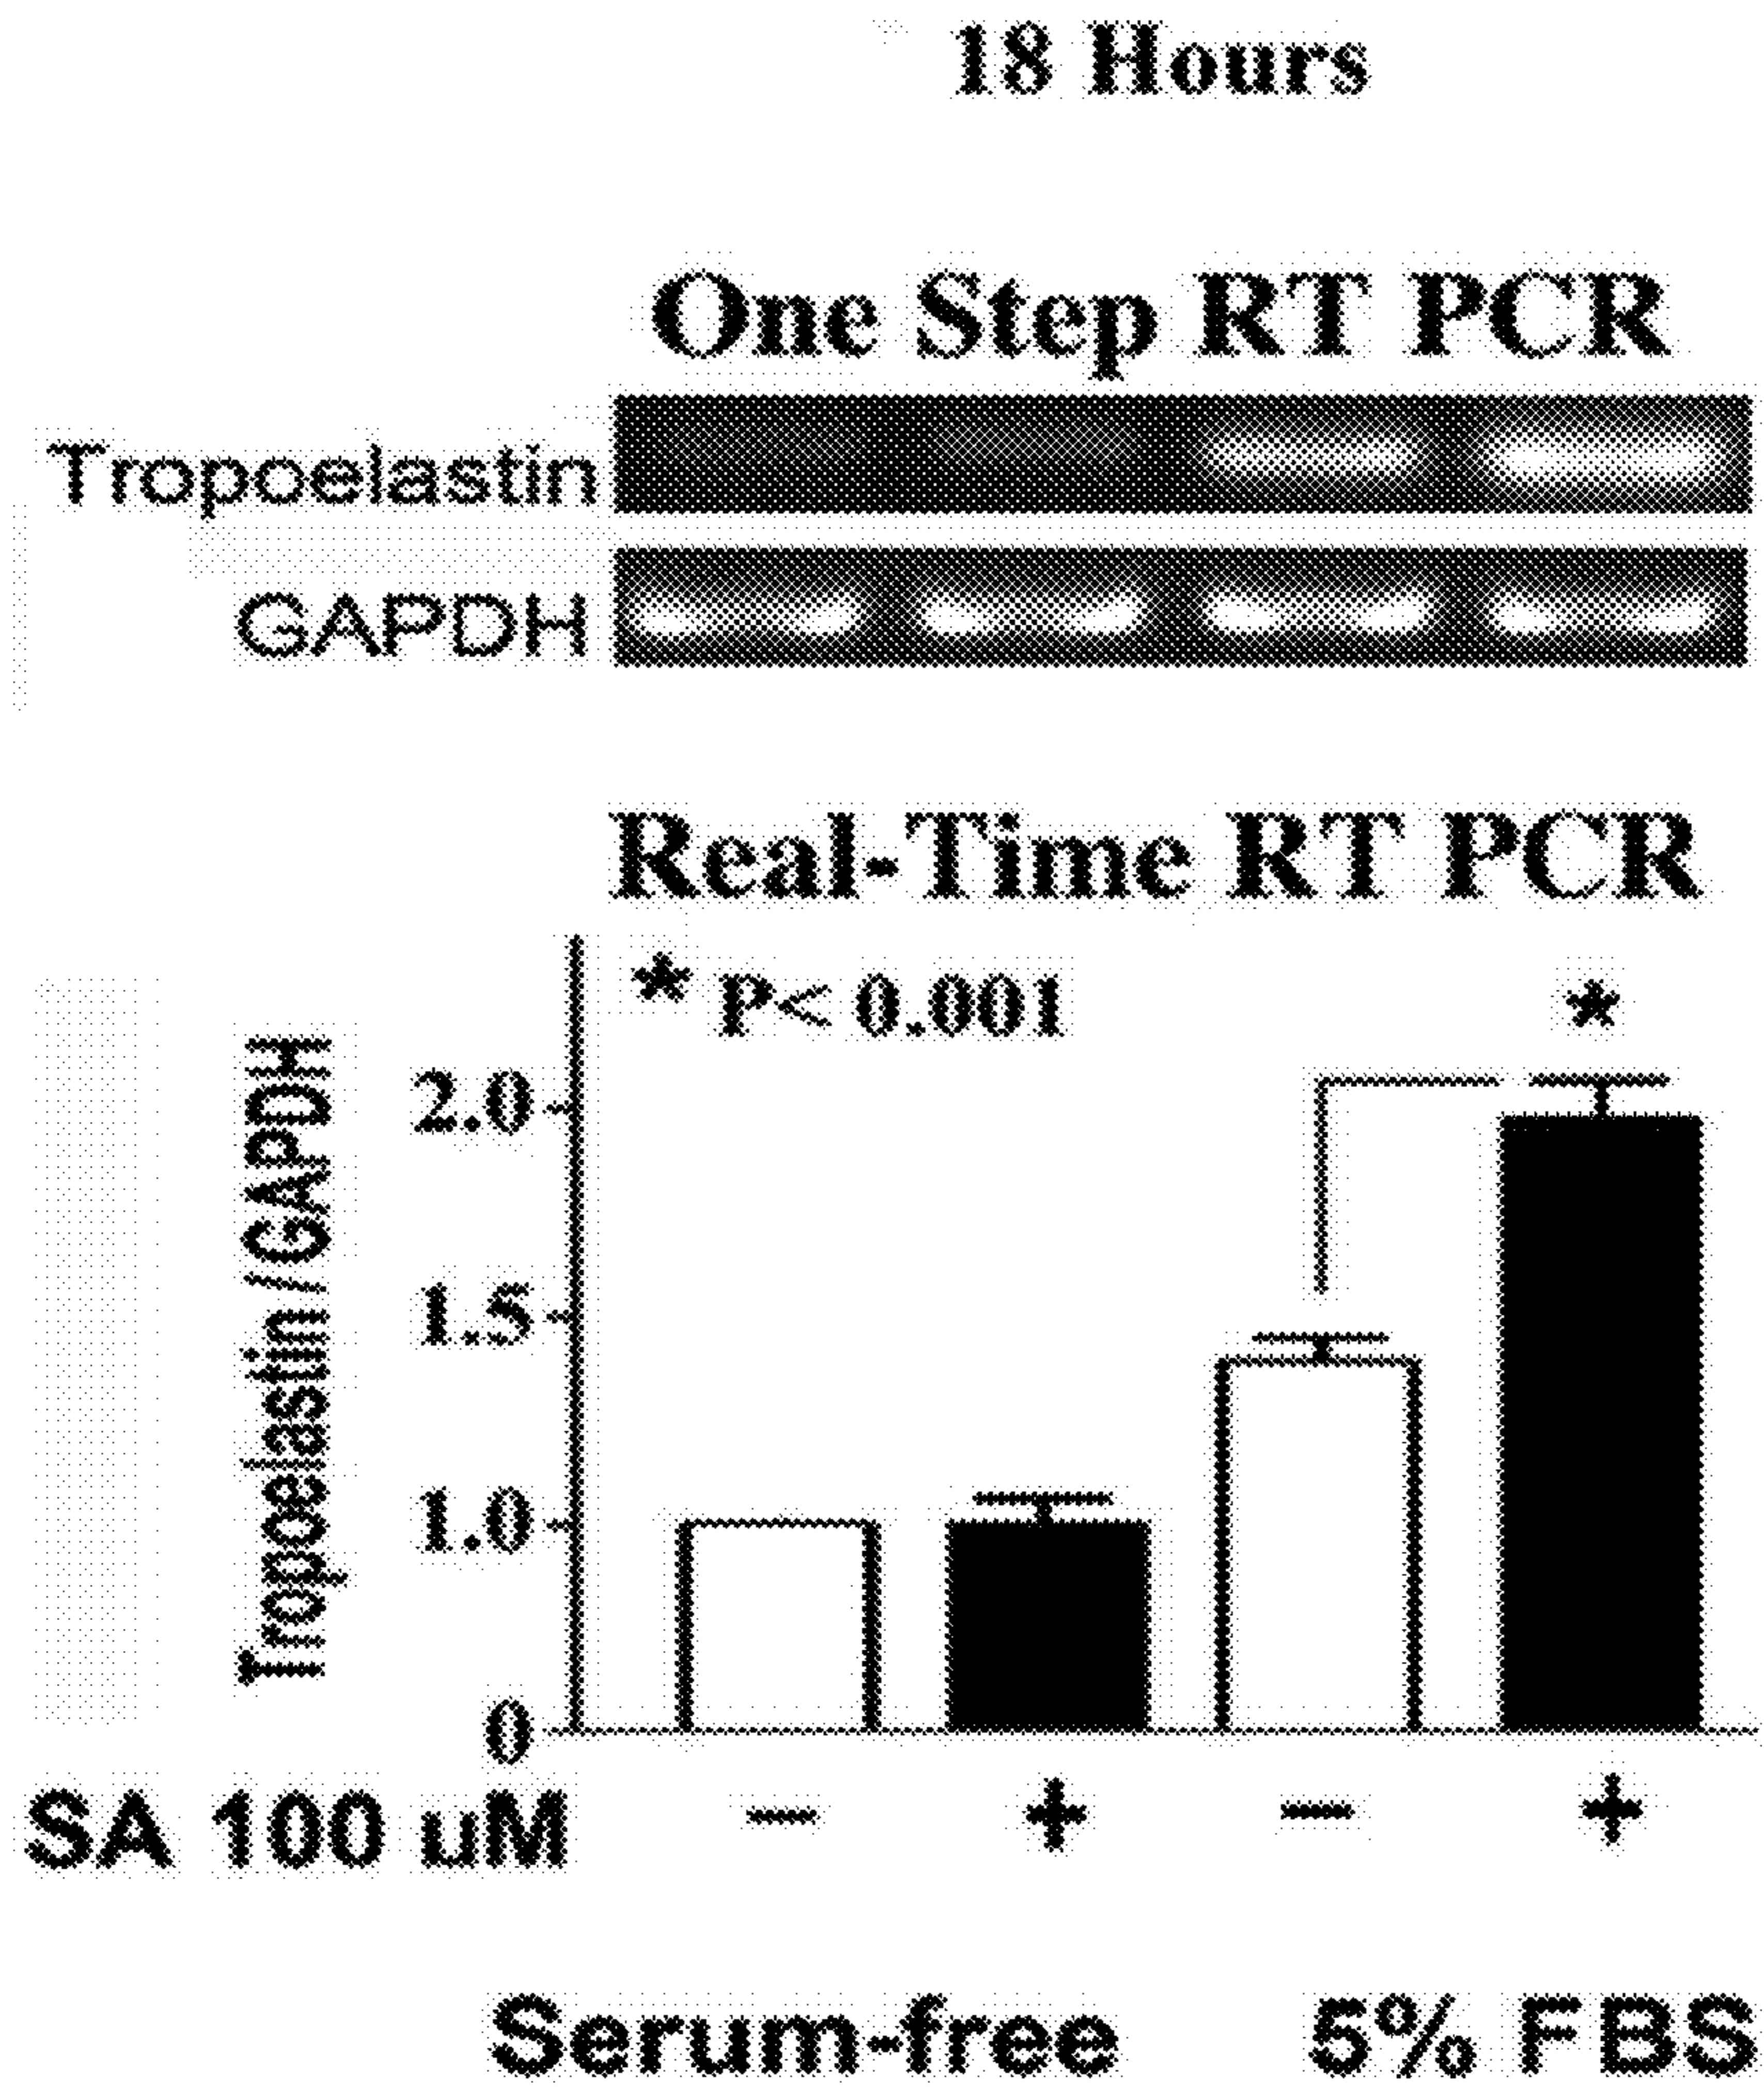 18 Hours
One Step RT PCR
Tropoelastin
GAPDH
Real-Time RT PCR
* P< 0.001
*
Tropoelastin / GAPDH
2.0
1.5
1.0
0
SA 100 uM − + − +
Serum-free 5% FBS